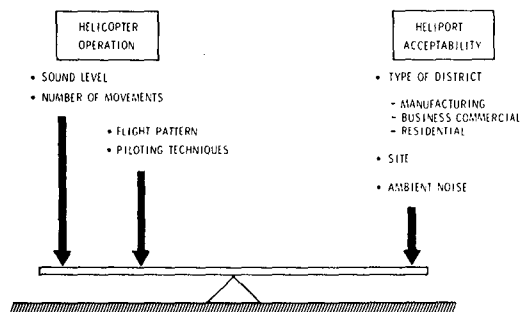 HELICOPTER
OPERATION
• SOUND LEVEL
• NUMBER OF MOVEMENTS
• FLIGHT PATTERN
• PILOTING TECHNIQUES
HELIPORT
ACCEPTABILITY
• TYPE OF DISTRICT
- MANUFACTURING
- BUSINESS COMMERCIAL
- RESIDENTIAL
• SITE
• AMBIENT NOISE